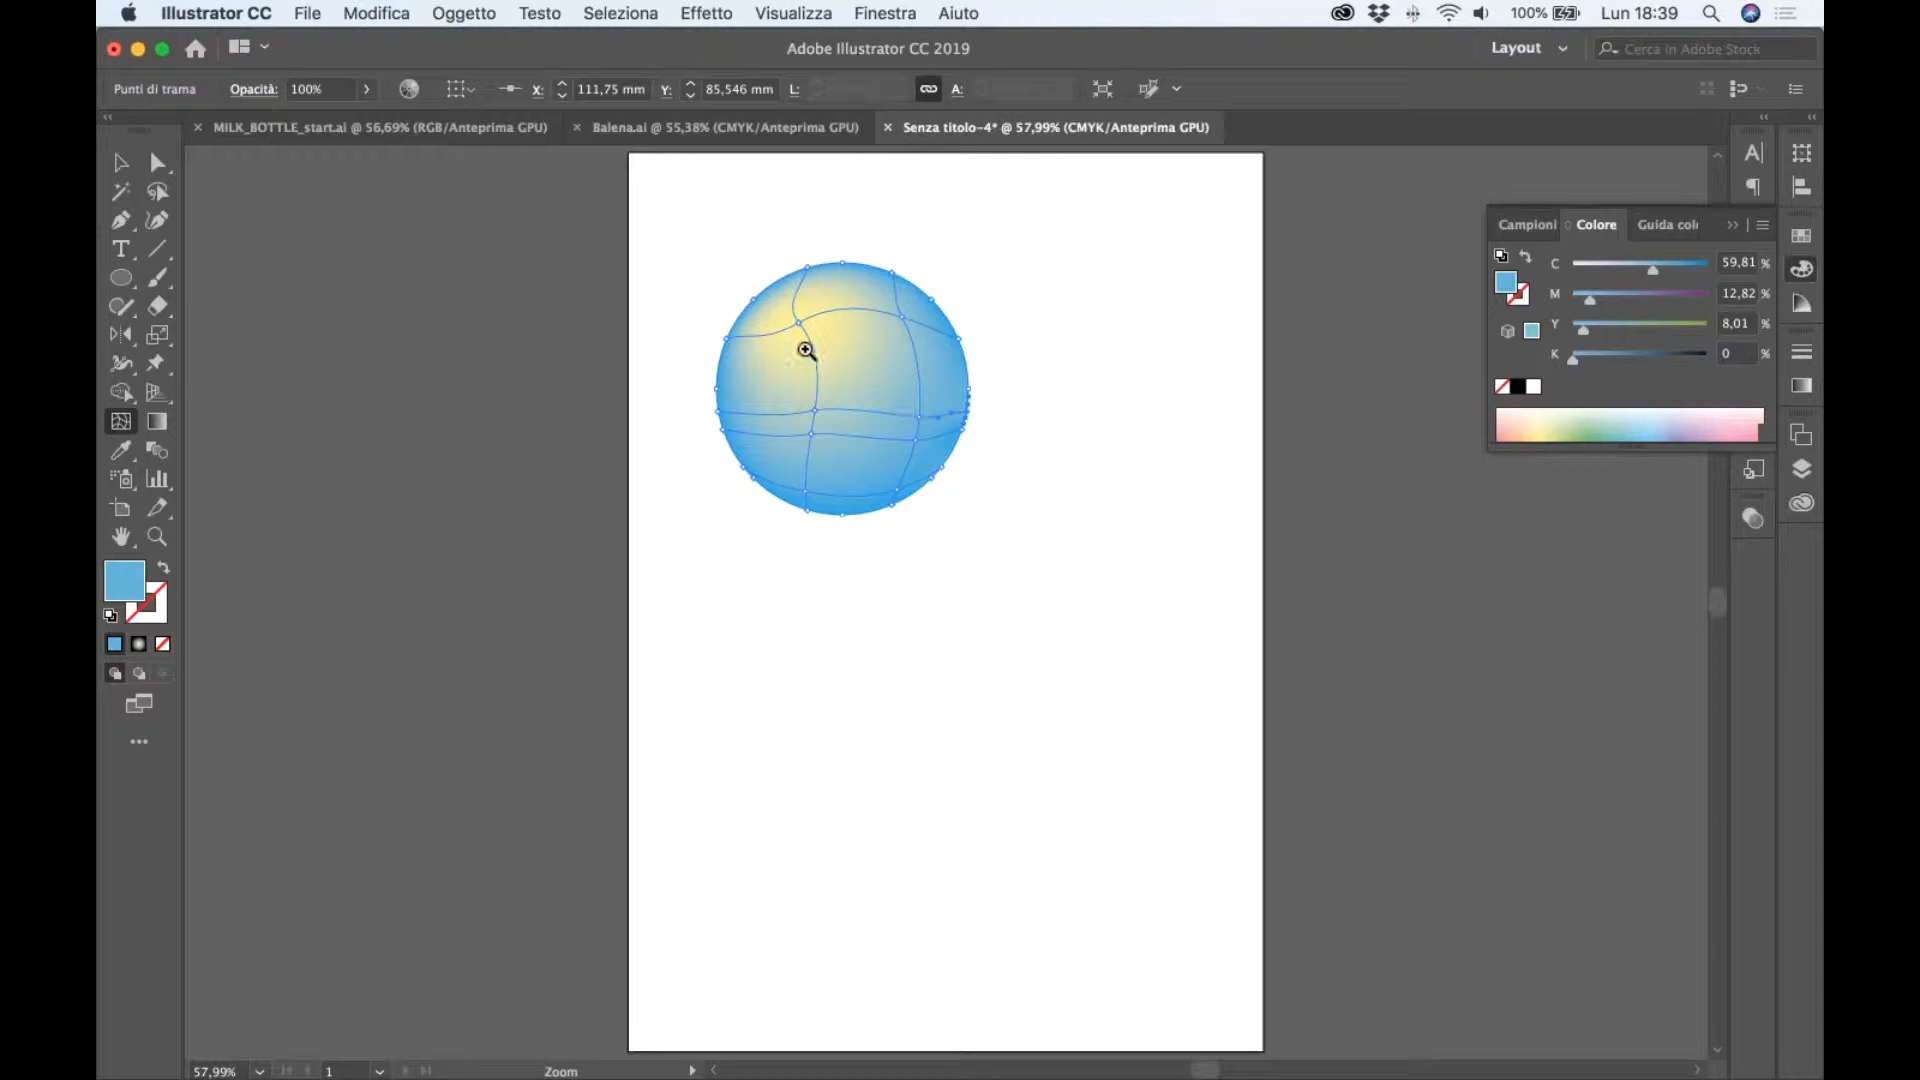 Illustrator CC File Modifica Oggetto Testo Seleziona Effetto Visualizza Finestra Aiuto 100% Lun 18:39
Adobe Illustrator CC 2019 Layout Cerca in Adobe Stock
Punti di trama Opacità: 100% X: 111,75 mm Y: 85,546 mm L: A:
MILK_BOTTLE_start.ai @ 56,69% (RGB/Anteprima GPU) Balena.ai @ 55,38% (CMYK/Anteprima GPU) Senza titolo-4* @ 57,99% (CMYK/Anteprima GPU)
Campioni Colore Guida col
C 59,81 %
M 12,82 %
Y 8,01 %
K 0 %
57,99% 1 Zoom